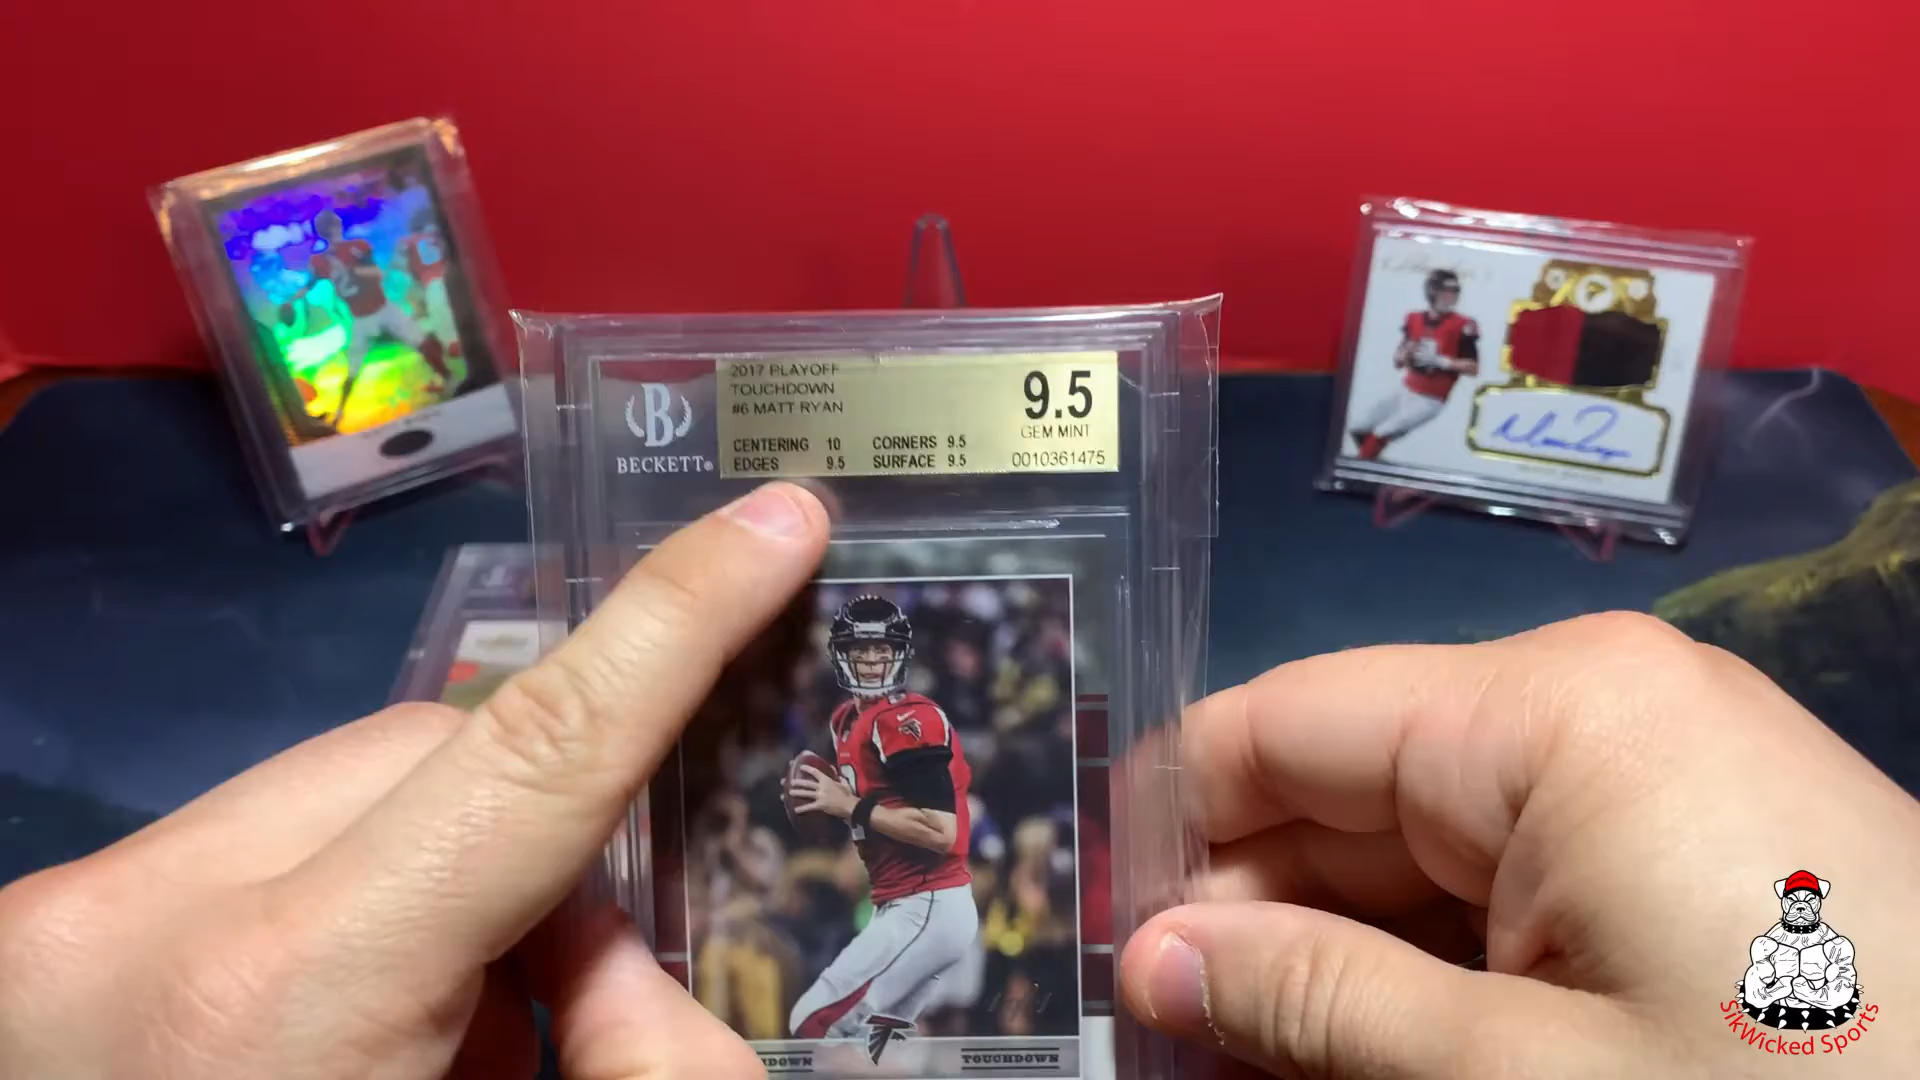 2017 PLAYOFF
TOUCHDOWN
#6 MATT RYAN
CENTERING 10 CORNERS 9.5
EDGES 9.5 SURFACE 9.5
9.5
GEM MINT
0010361475
B
BECKETT
TOUCHDOWN
SikWicked Sports